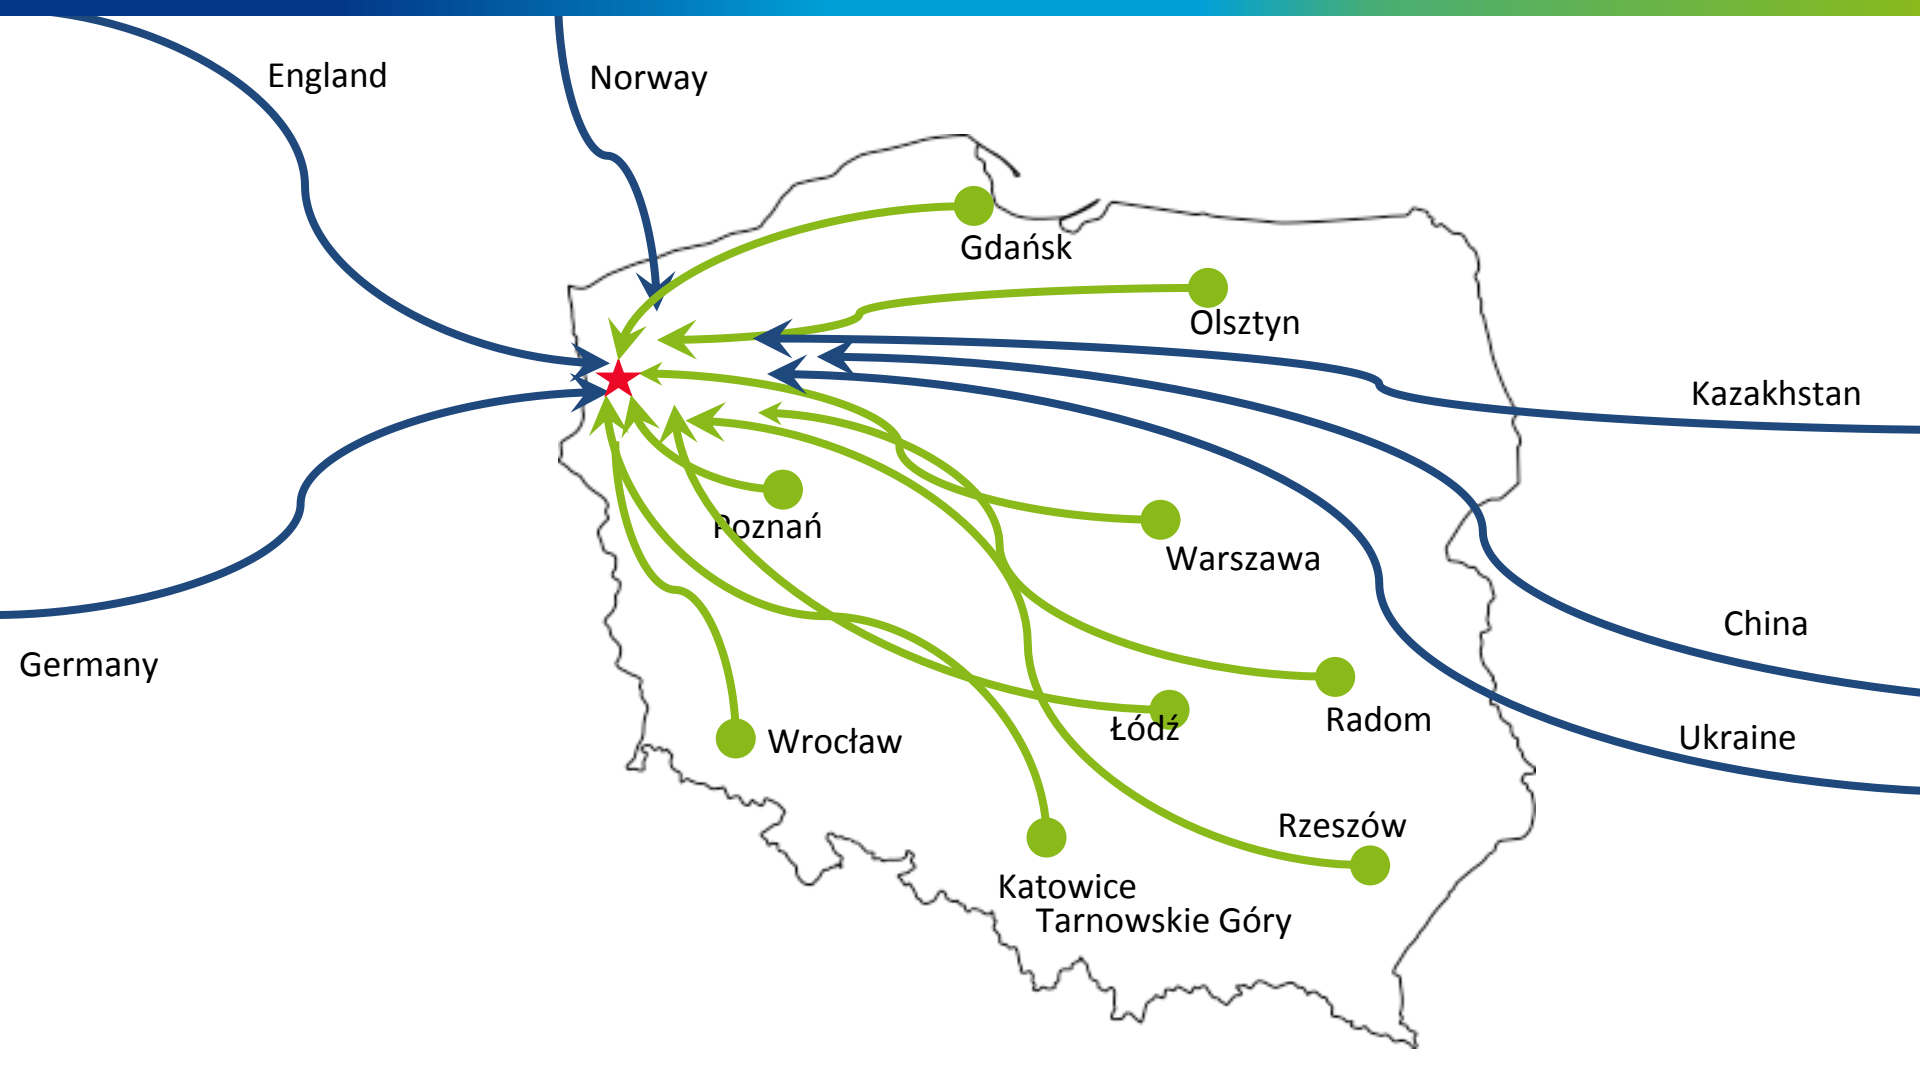 England
Norway
Gdańsk
Olsztyn
Kazakhstan
Poznań
Warszawa
China
Germany
Radom
Łódź
Wrocław
Ukraine
Rzeszów
Katowice
Tarnowskie Góry